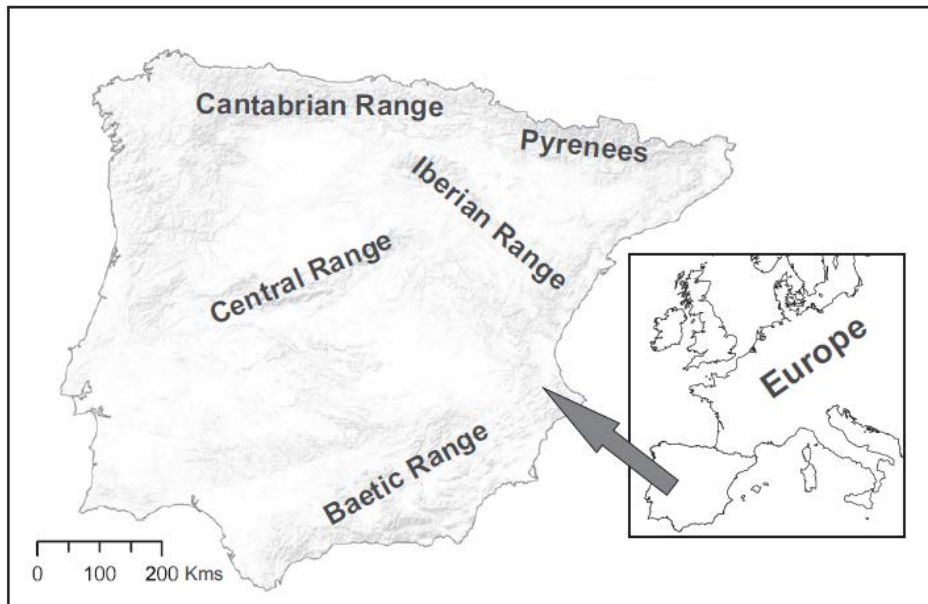 Cantabrian Range
Pyrenees
Iberian Range
Central Range
Baetic Range
Europe
0 100 200 Kms